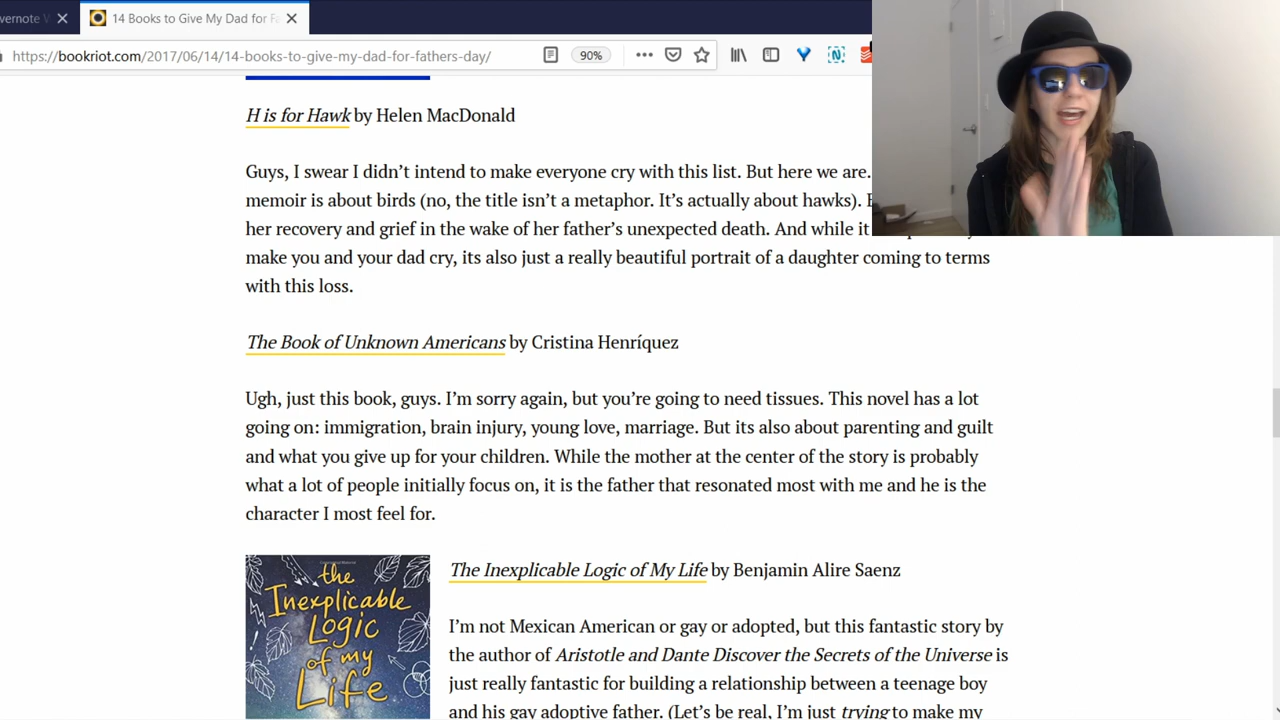 vernote
14 Books to Give My Dad for Fa
https://bookriot.com/2017/06/14/14-books-to-give-my-dad-for-fathers-day/
90%
H is for Hawk by Helen MacDonald
Guys, I swear I didn’t intend to make everyone cry with this list. But here we are.
memoir is about birds (no, the title isn’t a metaphor. It’s actually about hawks).
her recovery and grief in the wake of her father’s unexpected death. And while it
make you and your dad cry, its also just a really beautiful portrait of a daughter coming to terms
with this loss.
The Book of Unknown Americans by Cristina Henríquez
Ugh, just this book, guys. I’m sorry again, but you’re going to need tissues. This novel has a lot
going on: immigration, brain injury, young love, marriage. But its also about parenting and guilt
and what you give up for your children. While the mother at the center of the story is probably
what a lot of people initially focus on, it is the father that resonated most with me and he is the
character I most feel for.
the
Inexplicable
Logic
of my
Life
The Inexplicable Logic of My Life by Benjamin Alire Saenz
I’m not Mexican American or gay or adopted, but this fantastic story by
the author of Aristotle and Dante Discover the Secrets of the Universe is
just really fantastic for building a relationship between a teenage boy
and his gay adoptive father. (Let’s be real, I’m just trying to make my